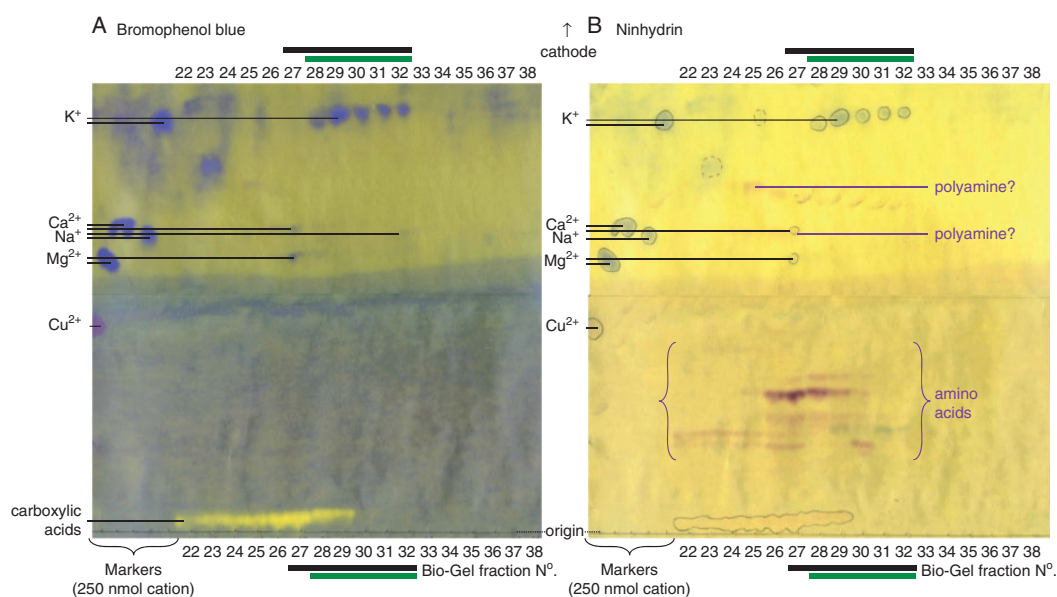 A Bromophenol blue
↑
cathode
B Ninhydrin
22 23 24 25 26 27 28 29 30 31 32 33 34 35 36 37 38
22 23 24 25 26 27 28 29 30 31 32 33 34 35 36 37 38
K⁺
K⁺
polyamine?
Ca²⁺
Na⁺
Mg²⁺
Ca²⁺
Na⁺
Mg²⁺
polyamine?
Cu²⁺
Cu²⁺
amino
acids
carboxylic
acids
origin
22 23 24 25 26 27 28 29 30 31 32 33 34 35 36 37 38
22 23 24 25 26 27 28 29 30 31 32 33 34 35 36 37 38
Markers
(250 nmol cation)
Bio-Gel fraction Nº.
Markers
(250 nmol cation)
Bio-Gel fraction Nº.